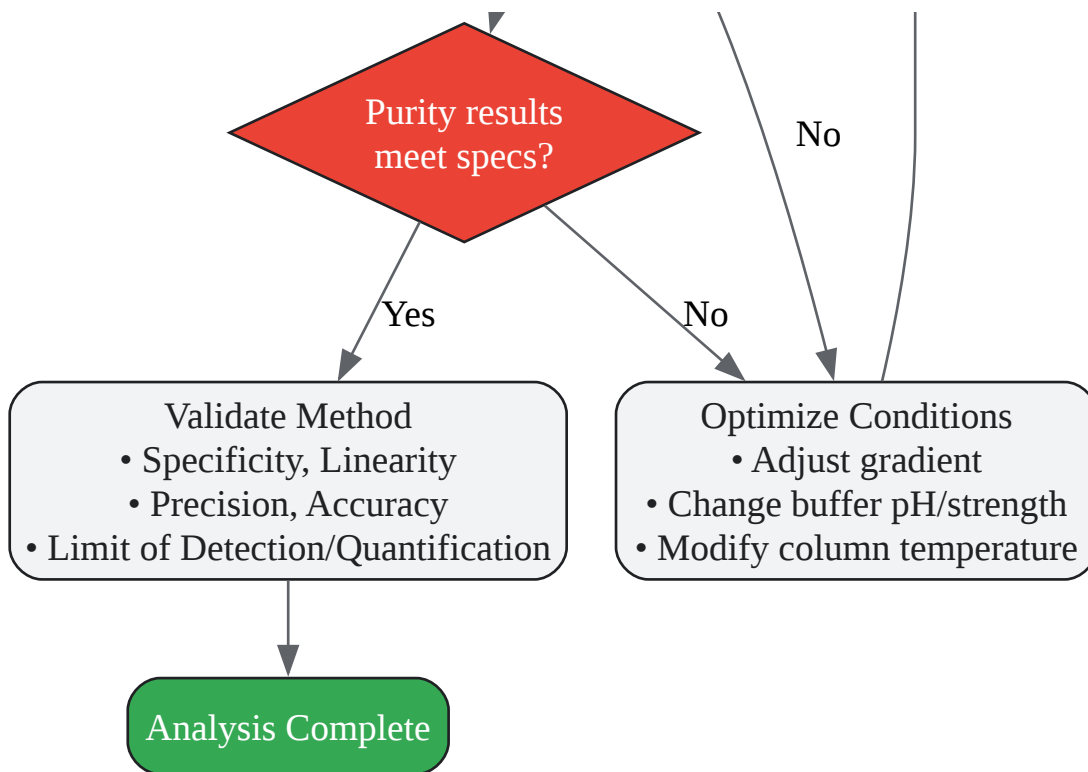 Purity results
meet specs?
No
Yes
No
Validate Method
• Specificity, Linearity
• Precision, Accuracy
• Limit of Detection/Quantification
Optimize Conditions
• Adjust gradient
• Change buffer pH/strength
• Modify column temperature
Analysis Complete